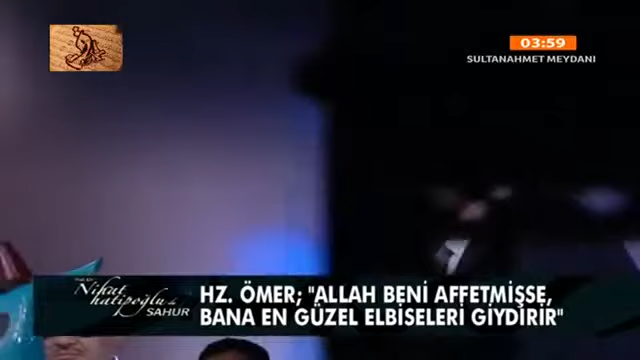 03:59
SULTANAHMET MEYDANI
Nihat
hatipoğlu ile
SAHUR
HZ. ÖMER; "ALLAH BENİ AFFETMİŞSE,
BANA EN GÜZEL ELBİSELERİ GİYDİRİR"